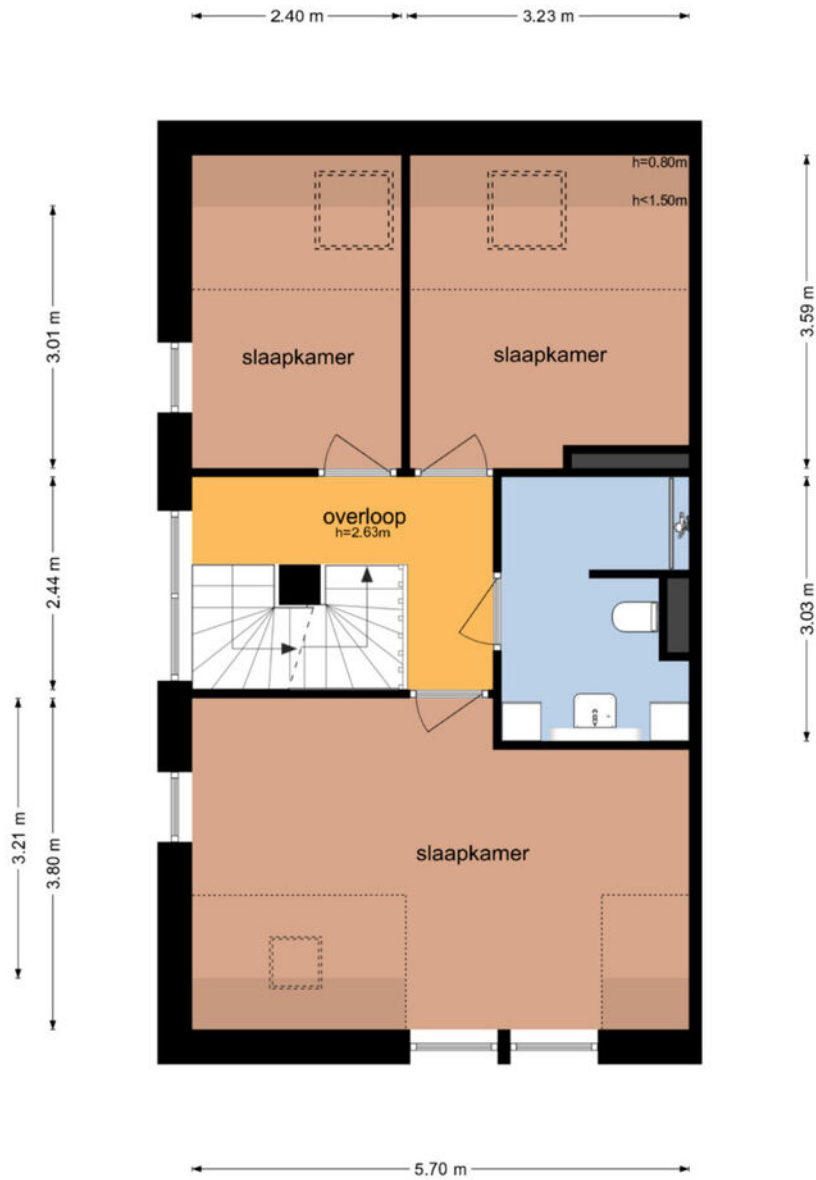 2.40 m
3.23 m
h=0.80m
h<1.50m
3.01 m
3.59 m
slaapkamer
slaapkamer
overloop
h=2.63m
2.44 m
3.03 m
3.21 m
3.80 m
slaapkamer
5.70 m